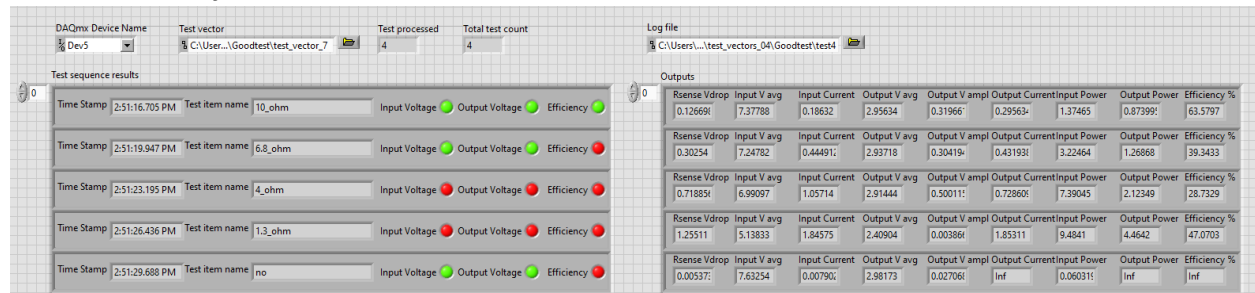 DAQmx Device Name Test vector Test processed Total test count Log file
Dev5 C:\User...\Goodtest\test_vector_7 4 4 C:\Users\...\test_vectors_04\Goodtest\test4
Test sequence results Outputs
0 0
Time Stamp 2:51:16.705 PM Test item name 10_ohm Input Voltage Output Voltage Efficiency
Rsense Vdrop Input V avg Input Current Output V avg Output V ampl Output Current Input Power Output Power Efficiency %
0.126698 7.37788 0.18632 2.95634 0.31966 0.295634 1.37465 0.87399 63.5797
Time Stamp 2:51:19.947 PM Test item name 6.8_ohm Input Voltage Output Voltage Efficiency
Rsense Vdrop Input V avg Input Current Output V avg Output V ampl Output Current Input Power Output Power Efficiency %
0.30254 7.24782 0.444912 2.93718 0.30419 0.431938 3.22464 1.26868 39.3433
Time Stamp 2:51:23.195 PM Test item name 4_ohm Input Voltage Output Voltage Efficiency
Rsense Vdrop Input V avg Input Current Output V avg Output V ampl Output Current Input Power Output Power Efficiency %
0.71885 6.99097 1.05714 2.91444 0.50011 0.728609 7.39045 2.12349 28.7329
Time Stamp 2:51:26.436 PM Test item name 1.3_ohm Input Voltage Output Voltage Efficiency
Rsense Vdrop Input V avg Input Current Output V avg Output V ampl Output Current Input Power Output Power Efficiency %
1.25511 5.13833 1.84575 2.40904 0.00386 1.85311 9.4841 4.4642 47.0703
Time Stamp 2:51:29.688 PM Test item name no Input Voltage Output Voltage Efficiency
Rsense Vdrop Input V avg Input Current Output V avg Output V ampl Output Current Input Power Output Power Efficiency %
0.00537 7.63254 0.007902 2.98173 0.02706 Inf 0.060319 Inf Inf